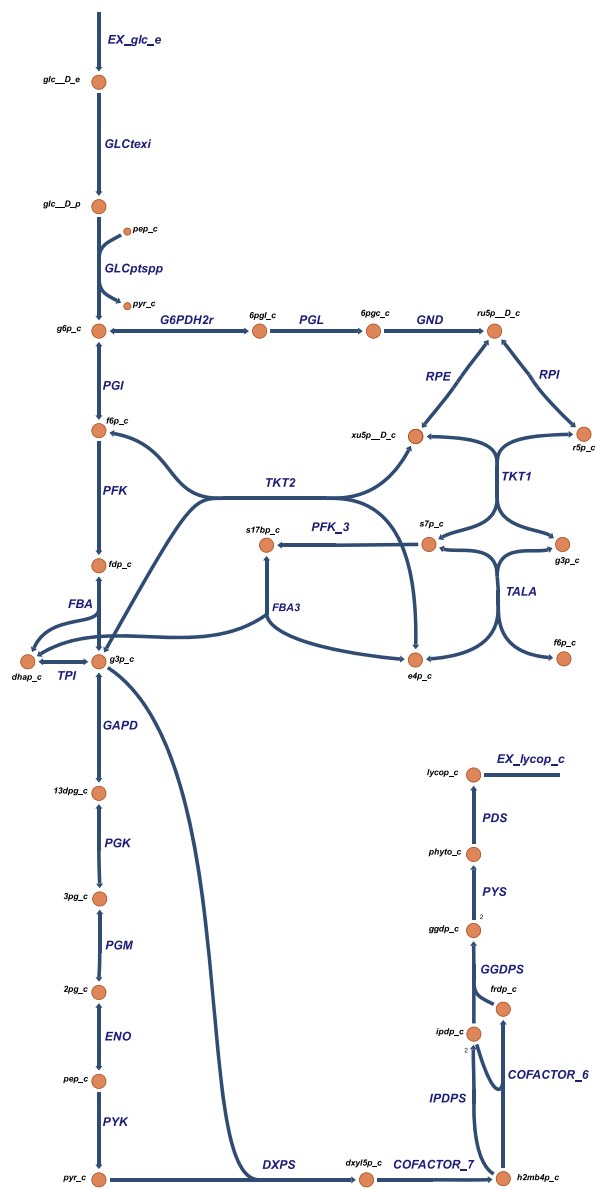 EX_glc_e
glc__D_e
GLCtexi
glc__D_p
pep_c
GLCptspp
pyr_c
6pgl_c
6pgc_c
ru5p__D_c
G6PDH2r
PGL
GND
g6p_c
RPE
RPI
PGI
f6p_c
xu5p__D_c
r5p_c
TKT2
TKT1
PFK
s17bp_c
PFK_3
s7p_c
fdp_c
g3p_c
FBA
FBA3
TALA
f6p_c
g3p_c
dhap_c
TPI
e4p_c
GAPD
EX_lycop_c
lycop_c
13dpg_c
PDS
PGK
phyto_c
3pg_c
PYS
2
ggdp_c
PGM
GGDPS
2pg_c
frdp_c
ENO
ipdp_c
2
pep_c
COFACTOR_6
IPDPS
PYK
DXPS
dxyl5p_c
COFACTOR_7
pyr_c
h2mb4p_c